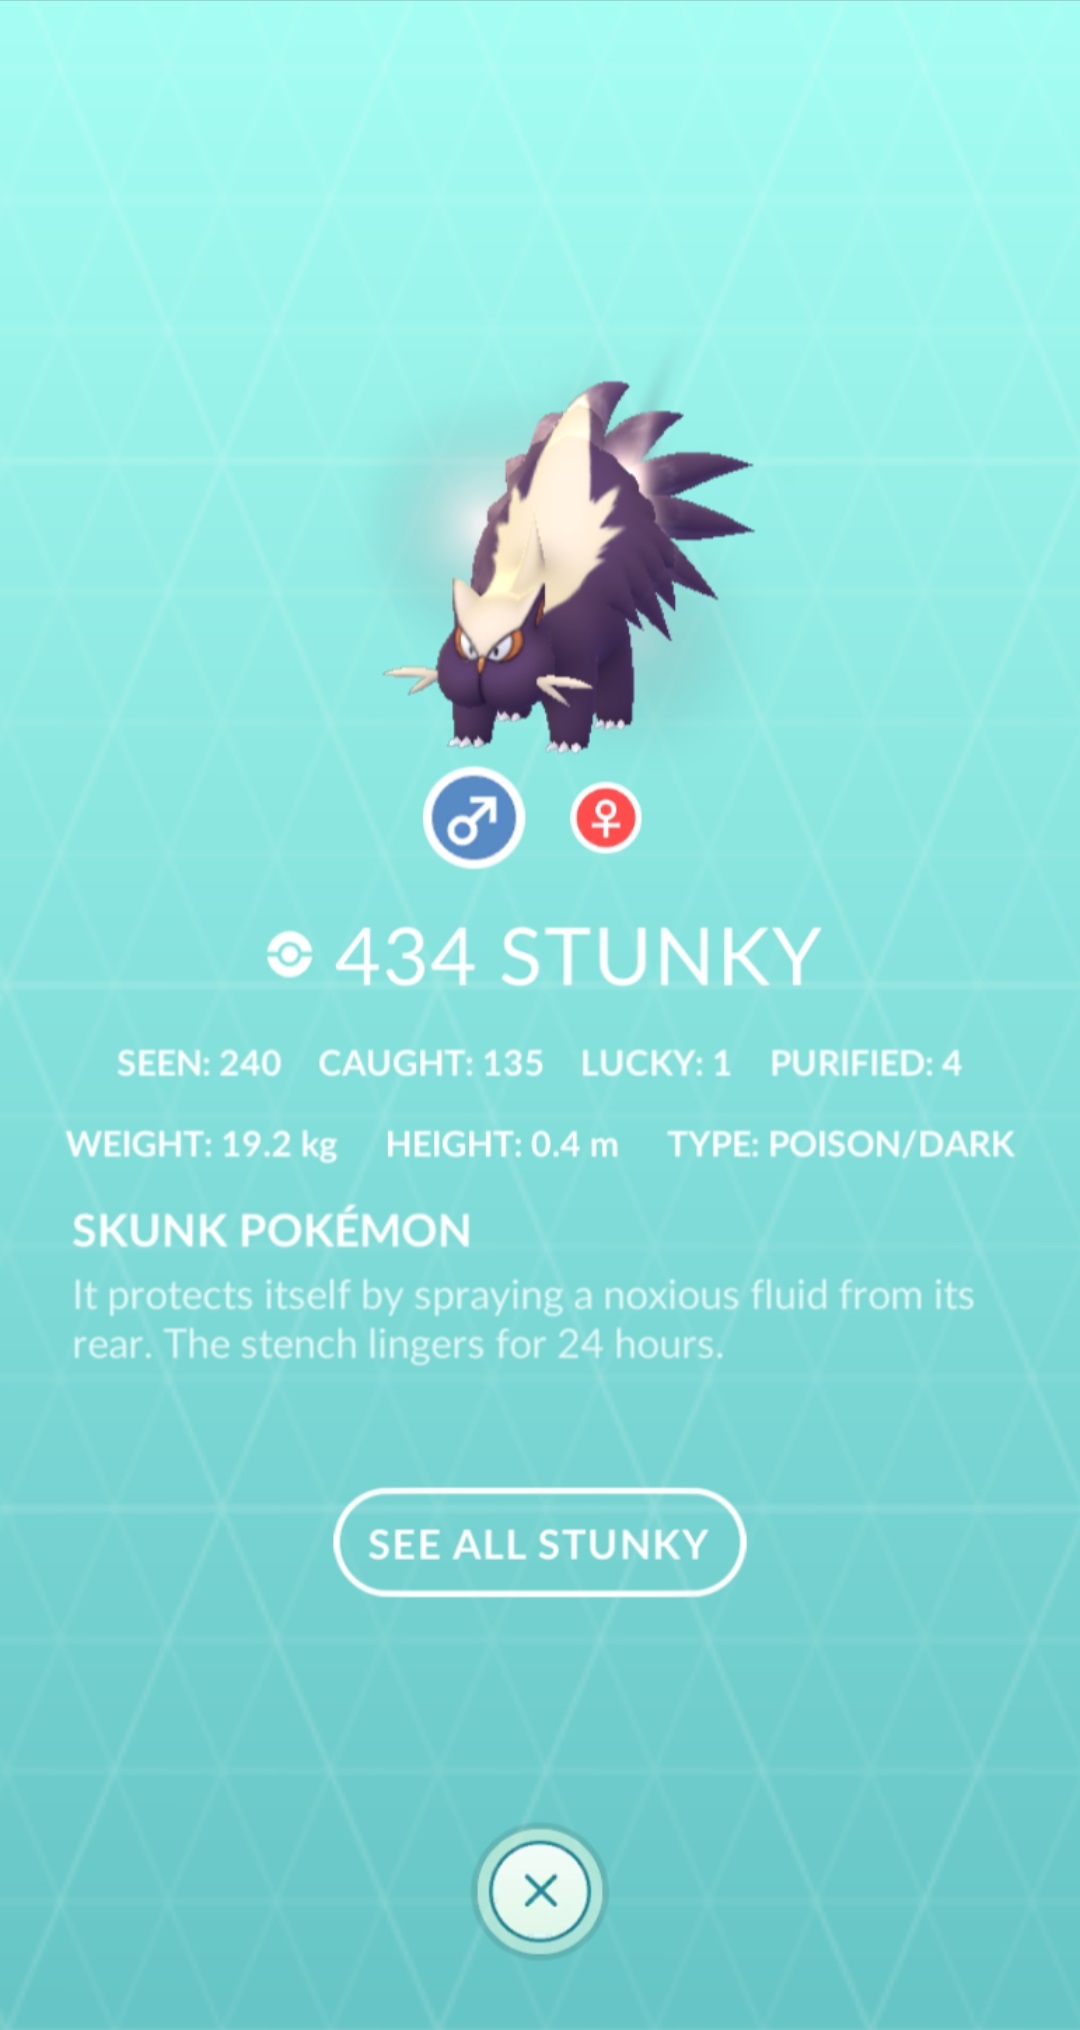 434 STUNKY
SEEN: 240 CAUGHT: 135 LUCKY: 1 PURIFIED: 4
WEIGHT: 19.2 kg HEIGHT: 0.4 m TYPE: POISON/DARK
SKUNK POKÉMON
It protects itself by spraying a noxious fluid from its
rear. The stench lingers for 24 hours.
SEE ALL STUNKY